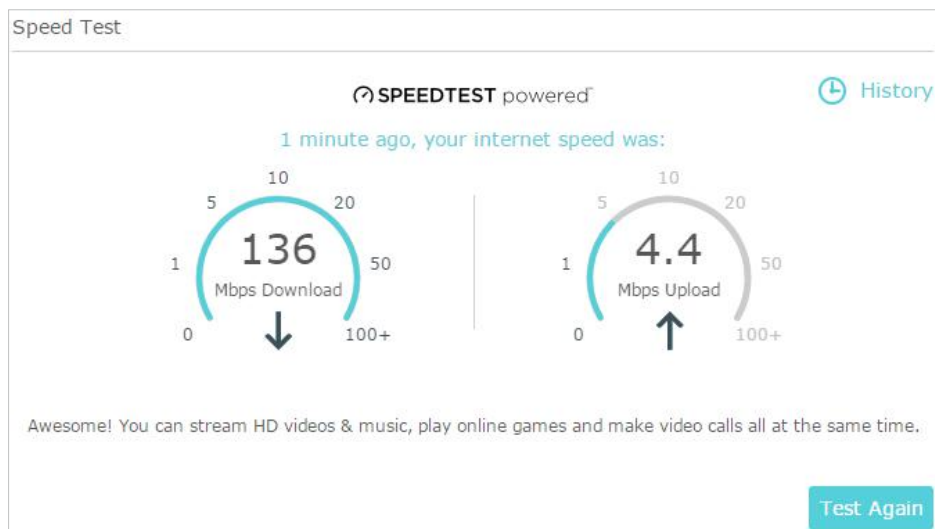 Speed Test
SPEEDTEST powered
History
1 minute ago, your internet speed was:
10
5
20
136
1
50
Mbps Download
0
100+
10
5
20
4.4
1
50
Mbps Upload
0
100+
Awesome! You can stream HD videos & music, play online games and make video calls all at the same time.
Test Again